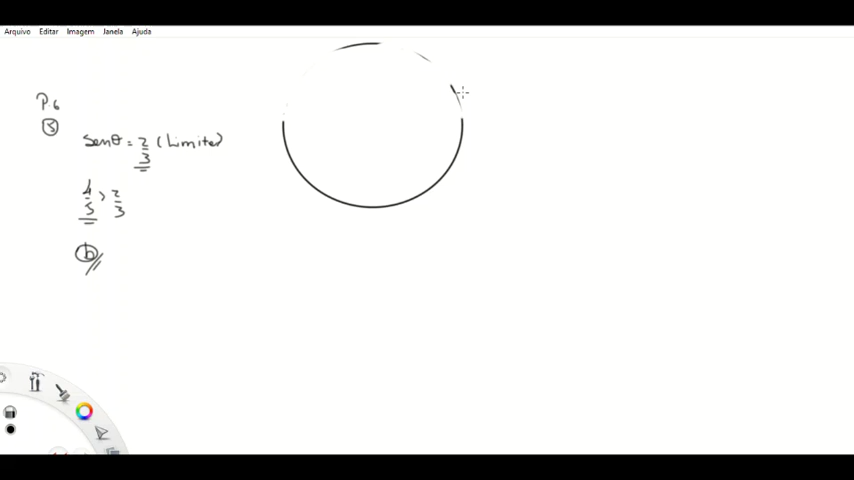 Arquivo Editar Imagem Janela Ajuda
P6
5
Senθ = 2/3 (Limite)
4/5 > 2/3
b